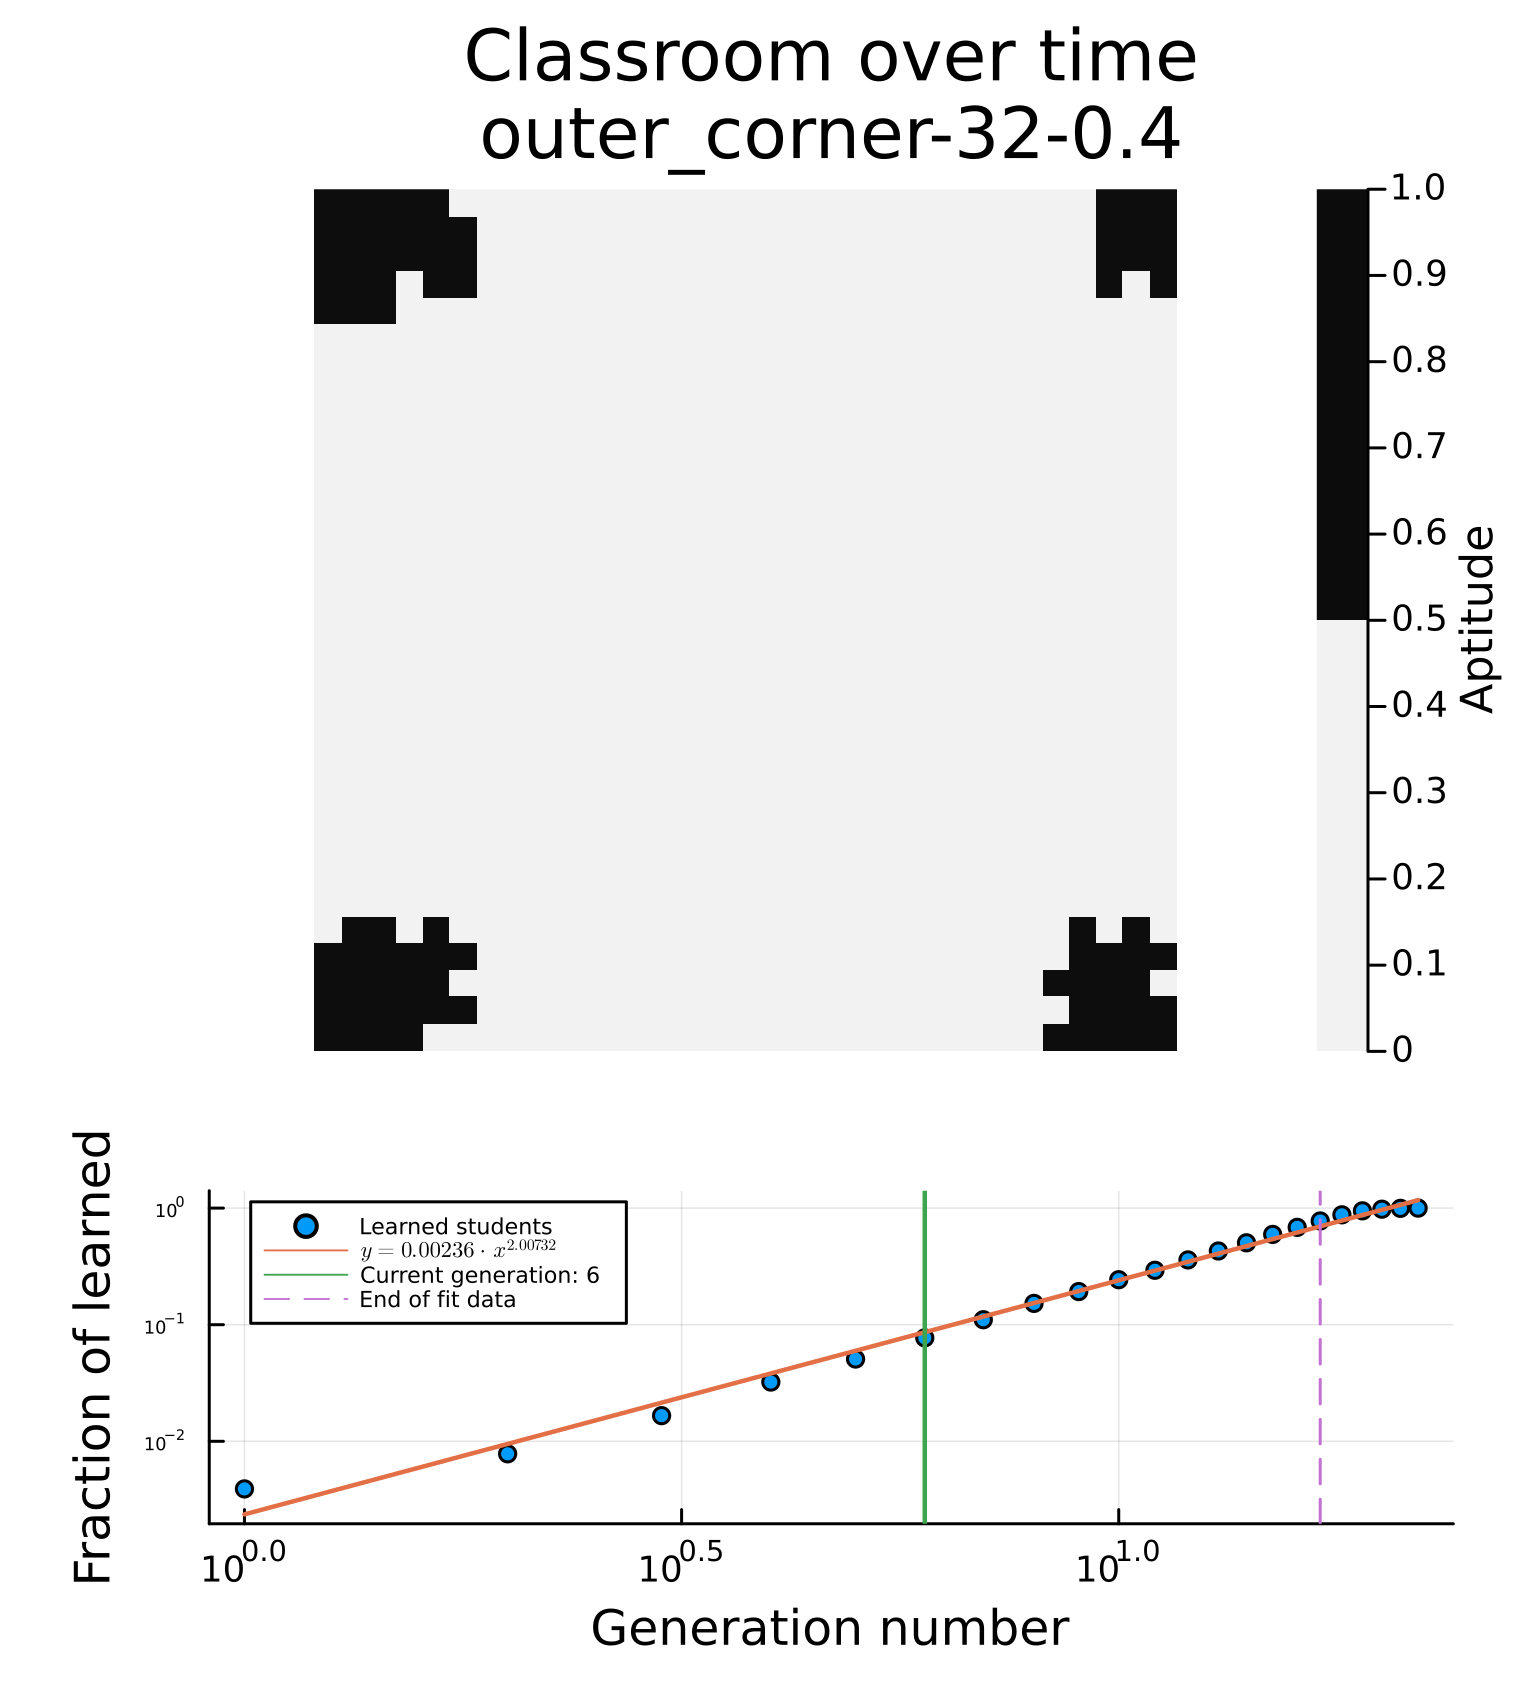 Classroom over time
outer_corner-32-0.4
1.0
0.9
0.8
0.7
0.6
0.5
0.4
0.3
0.2
0.1
0
Aptitude
Fraction of learned
10^0
10^−1
10^−2
Learned students
y = 0.00236 · x^2.00732
Current generation: 6
End of fit data
10^0.0
10^0.5
10^1.0
Generation number